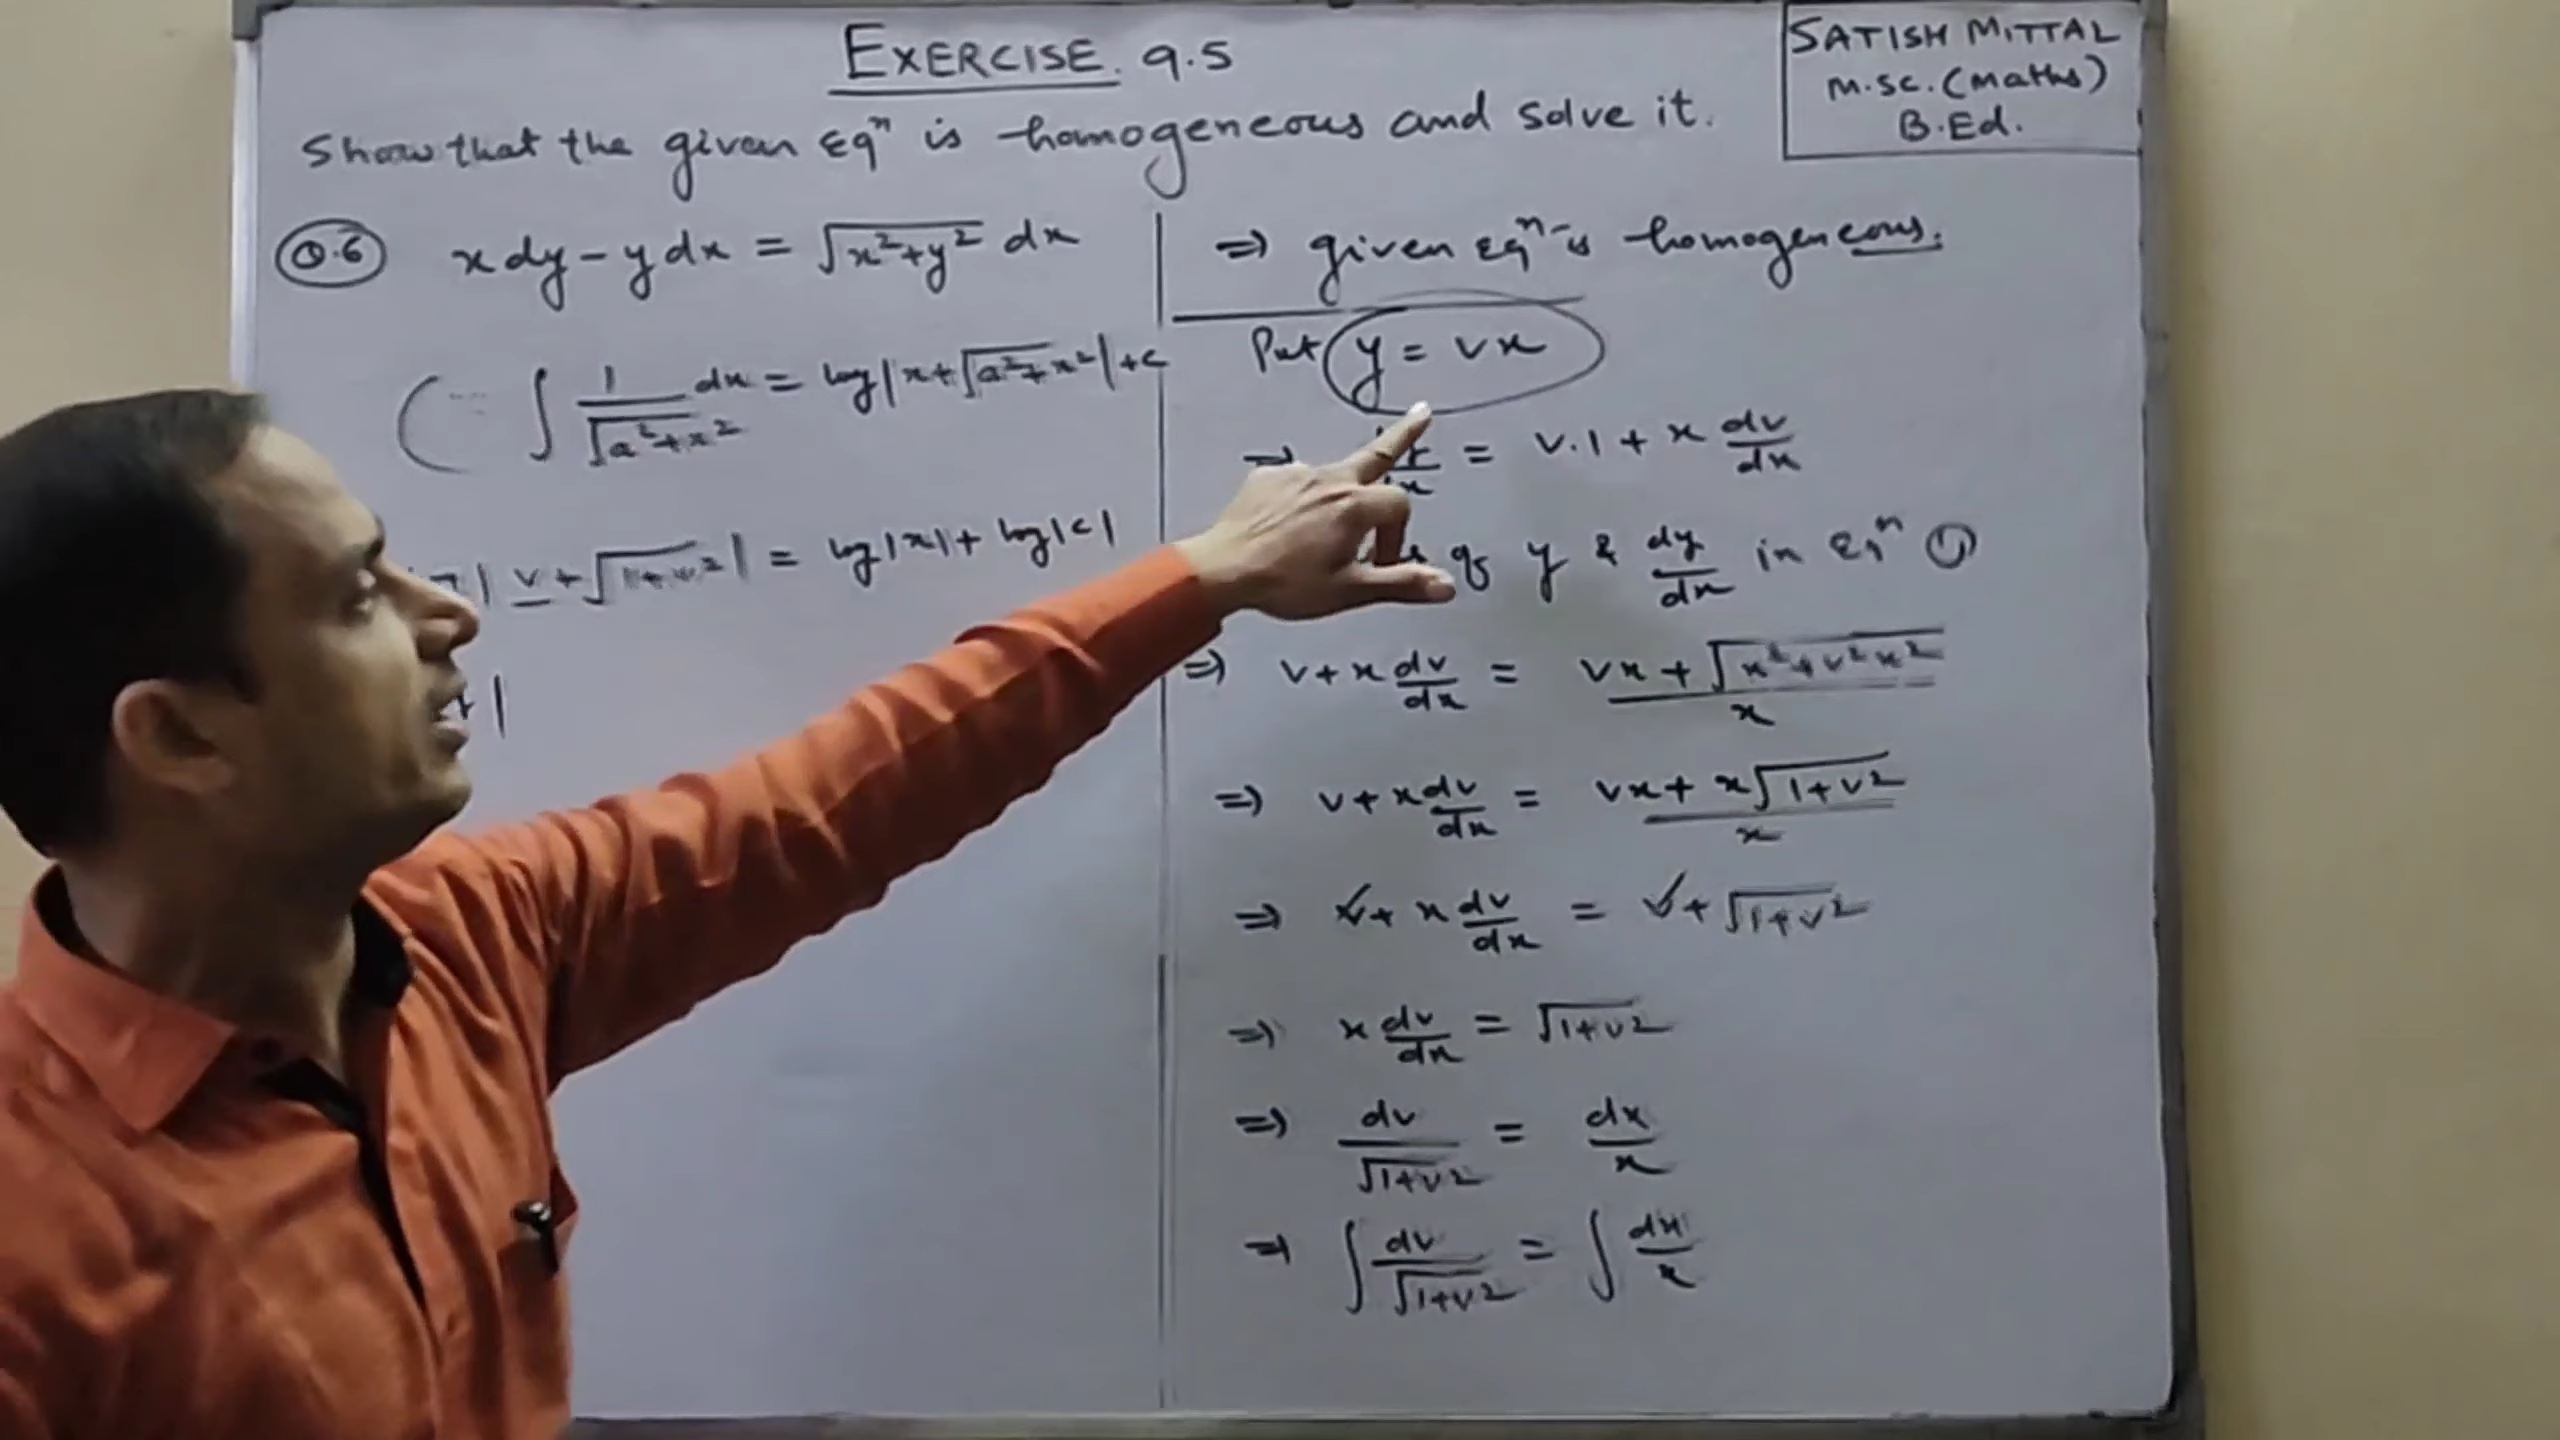 EXERCISE. 9.5
SATISH MITTAL
M.SC. (Maths)
B.Ed.
Show that the given Eqⁿ is homogeneous and solve it.
Q.6 x dy - y dx = √(x²+y²) dx
( ∫ 1/√(a²+x²) dx = log|x+√(a²+x²)|+c
| v+√(1+v²) | = log|x|+ log|c|
|
=> given Eqⁿ is homogeneous.
Put y = vx
=> = v.1 + x dv/dx
of y & dy/dx in Eqⁿ ①
=> v + x dv/dx = (vx + √(x²+v²x²))/x
=> v + x dv/dx = (vx + x√(1+v²))/x
=> v + x dv/dx = v + √(1+v²)
=> x dv/dx = √(1+v²)
=> dv/√(1+v²) = dx/x
=> ∫ dv/√(1+v²) = ∫ dx/x